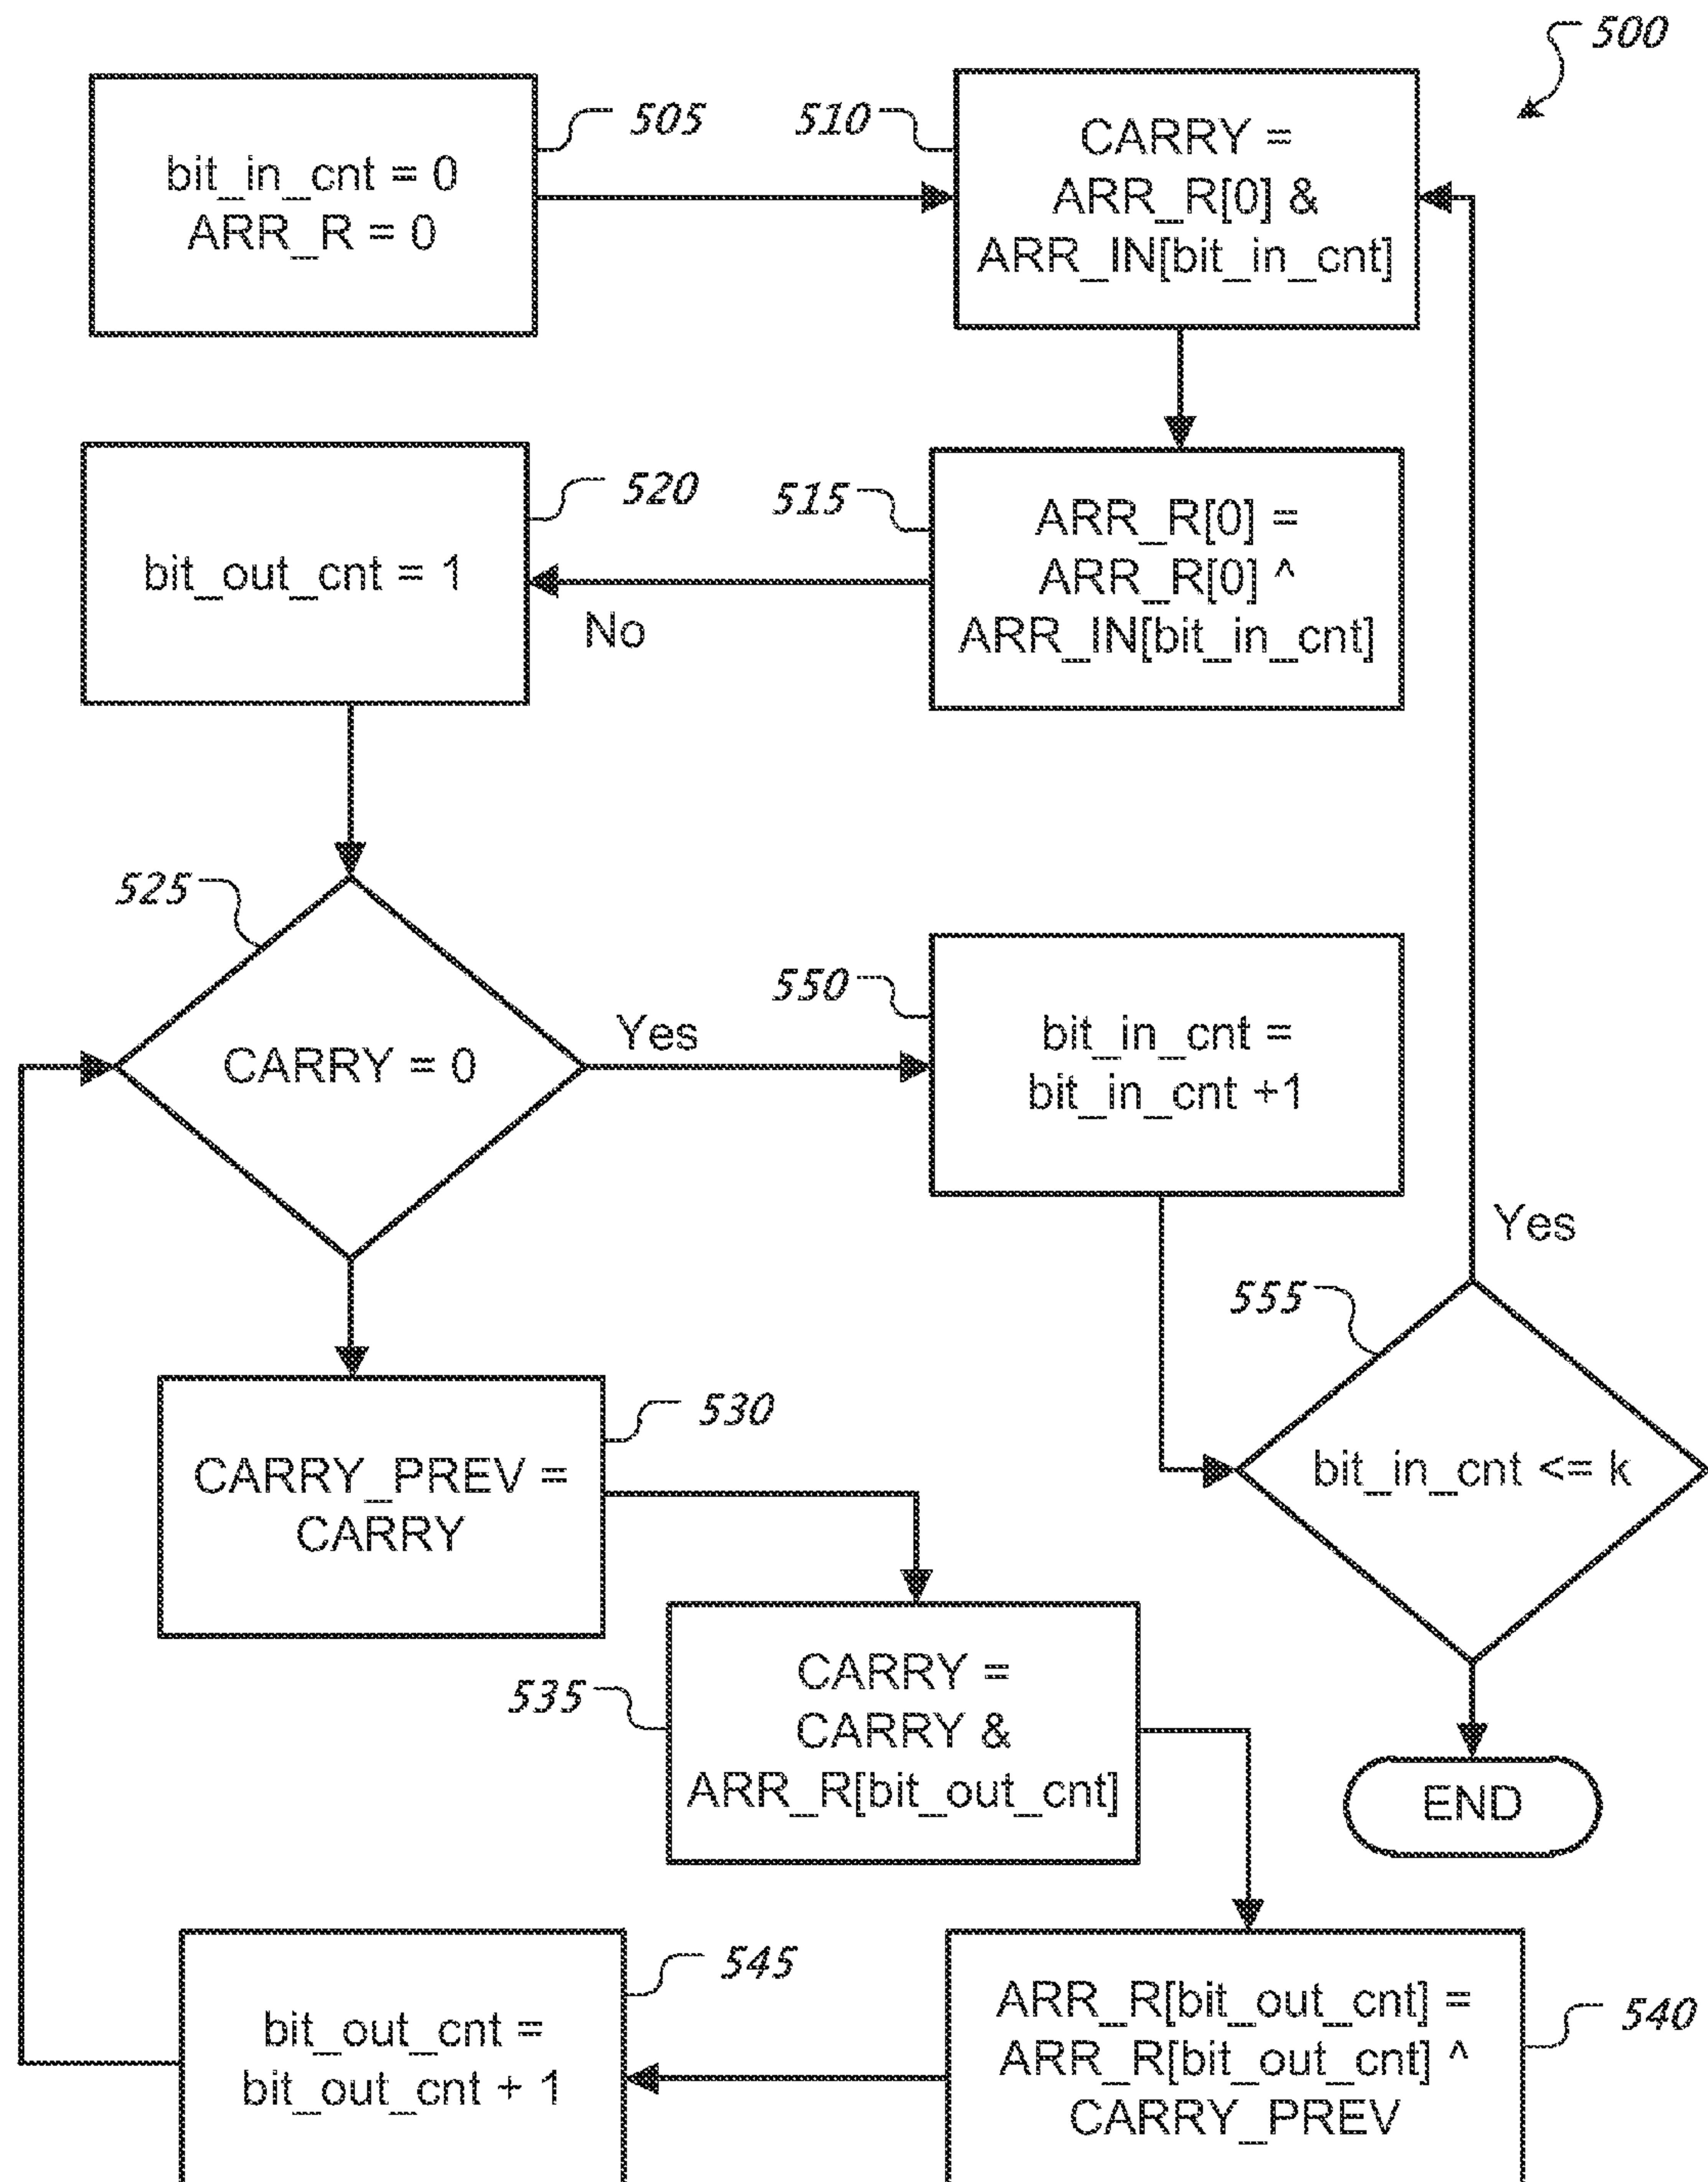 500
505
bit_in_cnt = 0
ARR_R = 0
510
CARRY =
ARR_R[0] &
ARR_IN[bit_in_cnt]
520
bit_out_cnt = 1
515
ARR_R[0] =
ARR_R[0] ^
ARR_IN[bit_in_cnt]
No
525
CARRY = 0
Yes
550
bit_in_cnt =
bit_in_cnt +1
Yes
555
bit_in_cnt <= k
530
CARRY_PREV =
CARRY
535
CARRY =
CARRY &
ARR_R[bit_out_cnt]
END
545
bit_out_cnt =
bit_out_cnt + 1
540
ARR_R[bit_out_cnt] =
ARR_R[bit_out_cnt] ^
CARRY_PREV